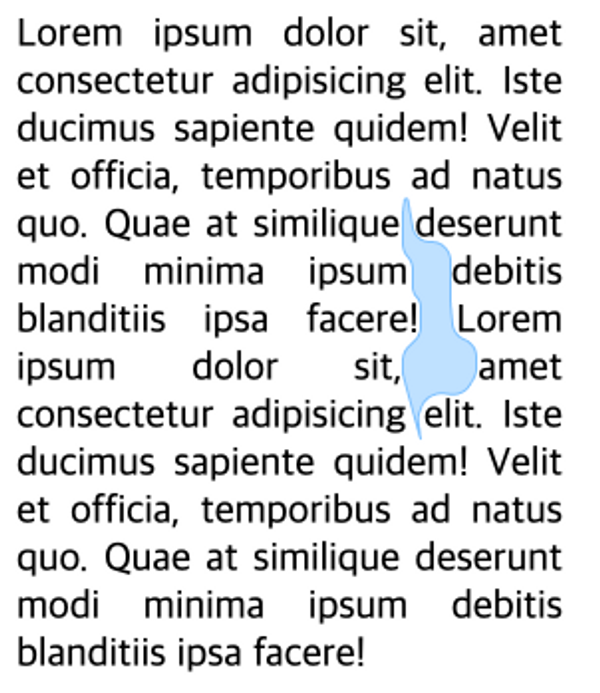 Lorem ipsum dolor sit, amet
consectetur adipisicing elit. Iste
ducimus sapiente quidem! Velit
et officia, temporibus ad natus
quo. Quae at similique deserunt
modi minima ipsum debitis
blanditiis ipsa facere! Lorem
ipsum dolor sit, amet
consectetur adipisicing elit. Iste
ducimus sapiente quidem! Velit
et officia, temporibus ad natus
quo. Quae at similique deserunt
modi minima ipsum debitis
blanditiis ipsa facere!